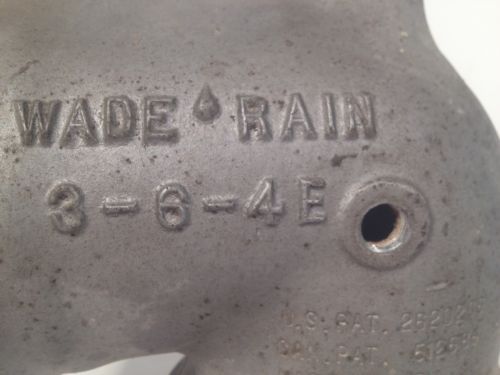 WADE RAIN
3-6-4E
U.S. PAT.
CAN. PAT.